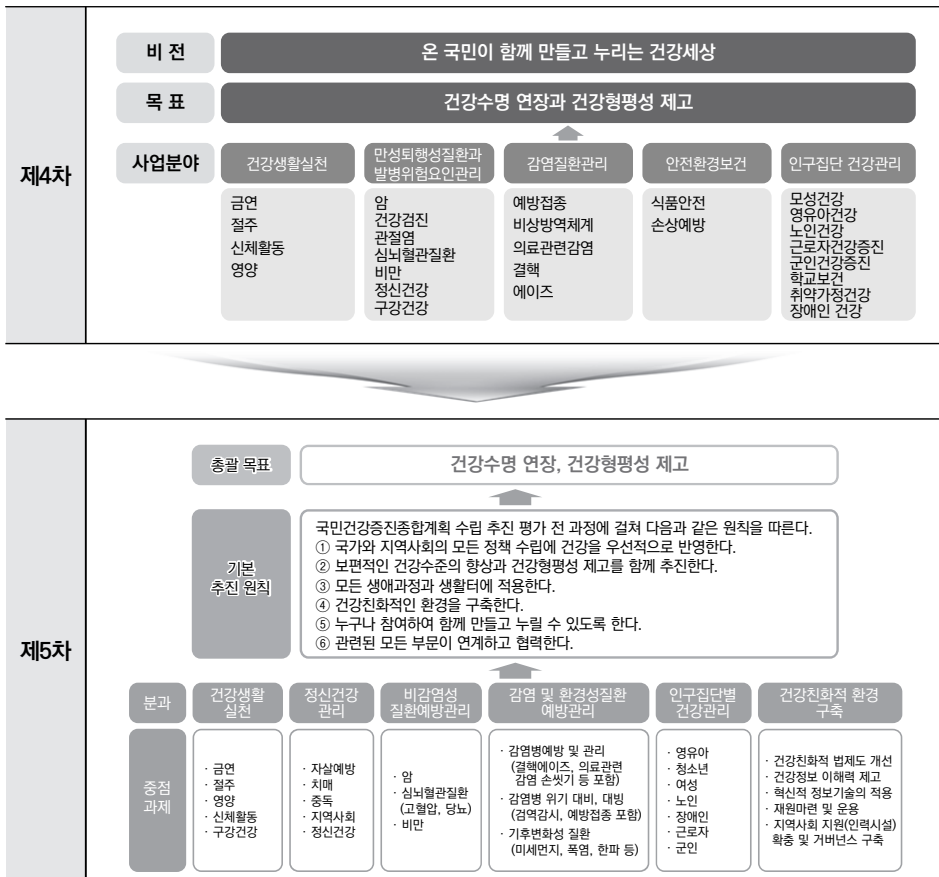 제4차
비 전
온 국민이 함께 만들고 누리는 건강세상
목 표
건강수명 연장과 건강형평성 제고
사업분야
건강생활실천
금연
절주
신체활동
영양
만성퇴행성질환과
발병위험요인관리
암
건강검진
관절염
심뇌혈관질환
비만
정신건강
구강건강
감염질환관리
예방접종
비상방역체계
의료관련감염
결핵
에이즈
안전환경보건
식품안전
손상예방
인구집단 건강관리
모성건강
영유아건강
노인건강
근로자건강증진
군인건강증진
학교보건
취약가정건강
장애인 건강
제5차
총괄 목표
건강수명 연장, 건강형평성 제고
기본
추진 원칙
국민건강증진종합계획 수립 추진 평가 전 과정에 걸쳐 다음과 같은 원칙을 따른다.
① 국가와 지역사회의 모든 정책 수립에 건강을 우선적으로 반영한다.
② 보편적인 건강수준의 향상과 건강형평성 제고를 함께 추진한다.
③ 모든 생애과정과 생활터에 적용한다.
④ 건강친화적인 환경을 구축한다.
⑤ 누구나 참여하여 함께 만들고 누릴 수 있도록 한다.
⑥ 관련된 모든 부문이 연계하고 협력한다.
분과
중점
과제
건강생활
실천
· 금연
· 절주
· 영양
· 신체활동
· 구강건강
정신건강
관리
· 자살예방
· 치매
· 중독
· 지역사회
· 정신건강
비감염성
질환예방관리
· 암
· 심뇌혈관질환
(고혈압, 당뇨)
· 비만
감염 및 환경성질환
예방관리
· 감염병예방 및 관리
(결핵에이즈, 의료관련
감염 손씻기 등 포함)
· 감염병 위기 대비, 대빙
(검역감시, 예방접종 포함)
· 기후변화성 질환
(미세먼지, 폭염, 한파 등)
인구집단별
건강관리
· 영유아
· 청소년
· 여성
· 노인
· 장애인
· 근로자
· 군인
건강친화적 환경
구축
· 건강친화적 법제도 개선
· 건강정보 이해력 제고
· 혁신적 정보기술의 적용
· 재원마련 및 운용
· 지역사회 지원(인력시설)
확충 및 거버넌스 구축